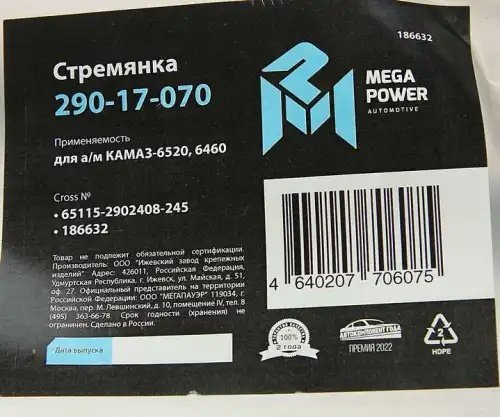 186632
Стремянка
290-17-070
MEGA
POWER
AUTOMOTIVE
Применяемость
для а/м КАМАЗ-6520, 6460
Cross №
• 65115-2902408-245
• 186632
Товар не подлежит обязательной сертификации.
Производитель: ООО "Ижевский завод крепежных
изделий". Адрес: 426011, Российская Федерация,
Удмуртская Республика, г. Ижевск, ул. Майская, д. 51,
оф. 27. Официальный представитель на территории
Российской Федерации: ООО "МЕГАПАУЭР" 119034, г.
Москва, пер. М. Левшинский, д. 10, помещение IV, тел. 8
(495) 363-66-78. Срок годности (хранения) не
ограничен. Сделано в России.
Дата выпуска
4 640207 706075
100%
2 года
АВТОКОМПОНЕНТ ГОДА
ПРЕМИЯ 2022
2
HDPE